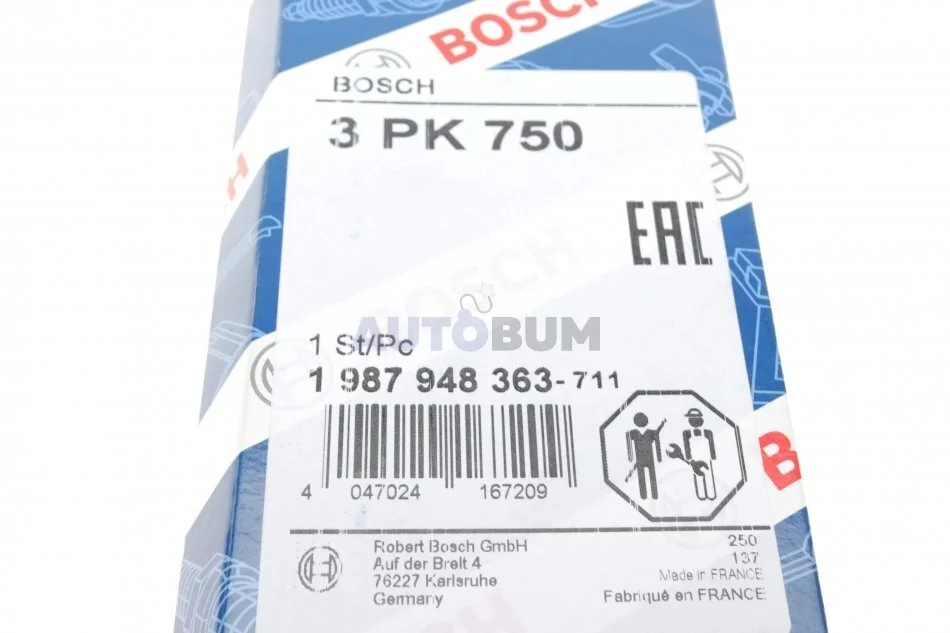 BOSCH
BOSCH
3 PK 750
EAC
BOSCH
AUTOBUM
1 St/Pc
1 987 948 363-711
4 047024 167209
Robert Bosch GmbH
Auf der Breit 4
76227 Karlsruhe
Germany
250
137
Made in FRANCE
Fabriqué en FRANCE